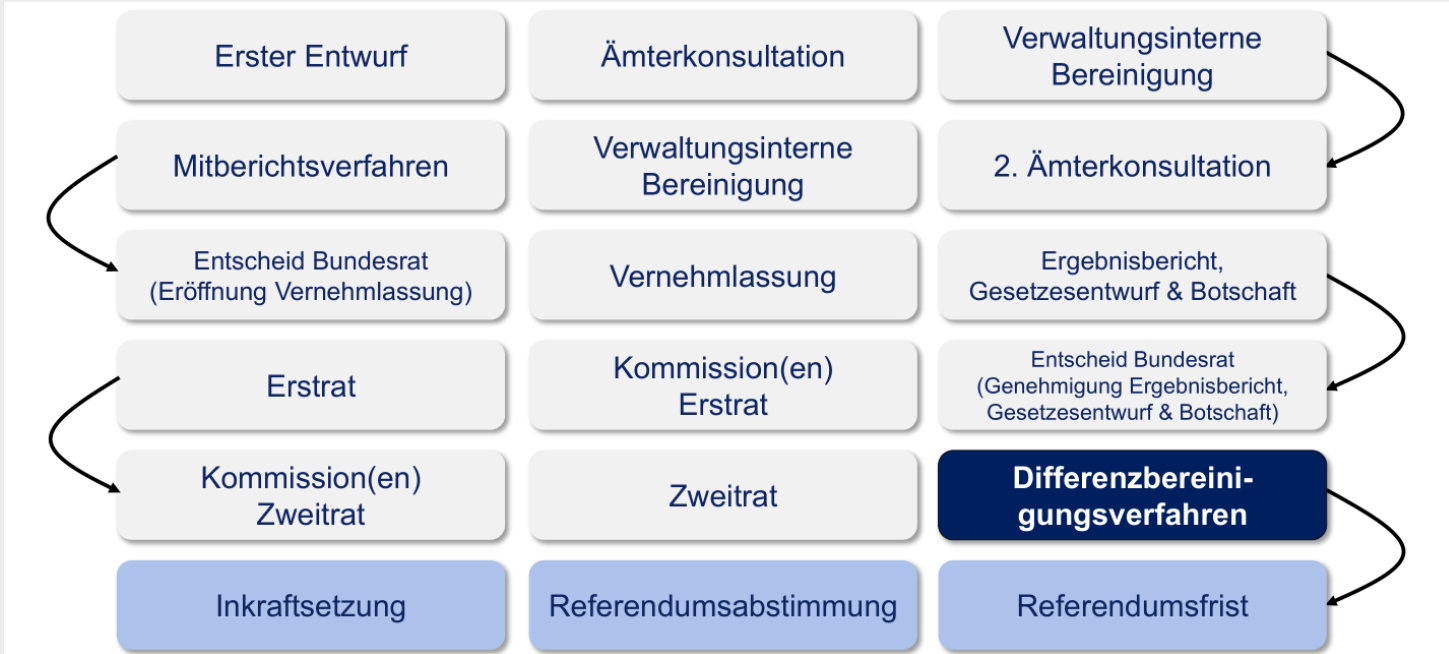 Erster Entwurf
Ämterkonsultation
Verwaltungsinterne
Bereinigung
Mitberichtsverfahren
Verwaltungsinterne
Bereinigung
2. Ämterkonsultation
Entscheid Bundesrat
(Eröffnung Vernehmlassung)
Vernehmlassung
Ergebnisbericht,
Gesetzesentwurf & Botschaft
Erstrat
Kommission(en)
Erstrat
Entscheid Bundesrat
(Genehmigung Ergebnisbericht,
Gesetzesentwurf & Botschaft)
Kommission(en)
Zweitrat
Zweitrat
Differenzbereini-
gungsverfahren
Inkraftsetzung
Referendumsabstimmung
Referendumsfrist